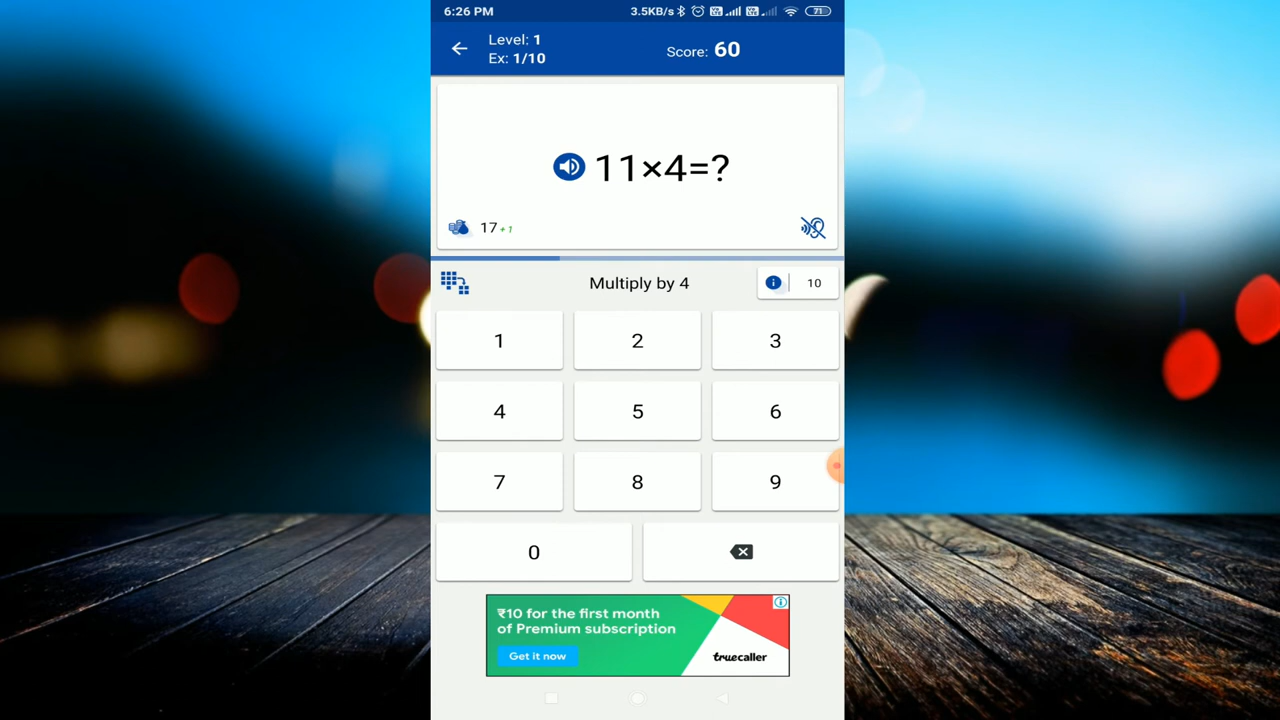 6:26 PM
3.5KB/s
71
Level: 1
Score: 60
Ex: 1/10
11×4=?
17 +1
Multiply by 4
10
1 2 3
4 5 6
7 8 9
0
₹10 for the first month
of Premium subscription
Get it now
truecaller